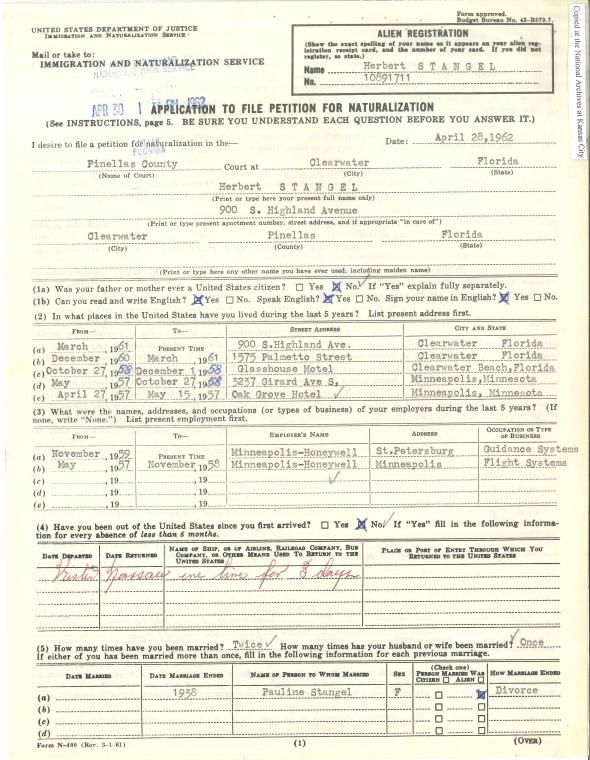 Form approved.
Budget Bureau No. 43-R079.7.
UNITED STATES DEPARTMENT OF JUSTICE
IMMIGRATION AND NATURALIZATION SERVICE
Mail or take to:
IMMIGRATION AND NATURALIZATION SERVICE
ALIEN REGISTRATION
(Show the exact spelling of your name as it appears on your alien registration receipt card, and the number of your card. If you did not register, so state.)
Name Herbert STANGEL
No. 10891711
Copied at the National Archives at Kansas City
APR 30 1962
APPLICATION TO FILE PETITION FOR NATURALIZATION
(See INSTRUCTIONS, page 5. BE SURE YOU UNDERSTAND EACH QUESTION BEFORE YOU ANSWER IT.)
FLORIDA
I desire to file a petition for naturalization in the— Date: April 28,1962
Pinellas County Court at Clearwater Florida
(Name of Court) (City) (State)
Herbert STANGEL
(Print or type here your present full name only)
900 S. Highland Avenue
(Print or type present apartment number, street address, and if appropriate "in care of")
Clearwater Pinellas Florida
(City) (County) (State)
(Print or type here any other name you have ever used, including maiden name)
(1a) Was your father or mother ever a United States citizen? Yes No. If "Yes" explain fully separately.
(1b) Can you read and write English? Yes No. Speak English? Yes No. Sign your name in English? Yes No.
(2) In what places in the United States have you lived during the last 5 years? List present address first.
FROM— TO— STREET ADDRESS CITY AND STATE
(a) March , 1961 PRESENT TIME 900 S.Highland Ave. Clearwater Florida
(b) December , 1960 March , 1961 1575 Palmetto Street Clearwater Florida
(c) October 27, 1958 December 1, 1958 Glasshouse Motel Clearwater Beach,Florida
(d) May , 1957 October 27, 1958 3237 Girard Ave S. Minneapolis,Minnesota
(e) April 27 , 1957 May 15 , 1957 Oak Grove Hotel Minneapolis, Minnesota
(3) What were the names, addresses, and occupations (or types of business) of your employers during the last 5 years? (If
none, write "None.") List present employment first.
FROM— TO— EMPLOYER'S NAME ADDRESS OCCUPATION OR TYPE OF BUSINESS
(a) November , 1959 PRESENT TIME Minneapolis-Honeywell St.Petersburg Guidance Systems
(b) May , 1957 November , 1958 Minneapolis-Honeywell Minneapolis Flight Systems
(c) , 19 , 19
(d) , 19 , 19
(e) , 19 , 19
(4) Have you been out of the United States since you first arrived? Yes No. If "Yes" fill in the following information
for every absence of less than 6 months.
DATE DEPARTED DATE RETURNED NAME OF SHIP, OR OF AIRLINE, RAILROAD COMPANY, BUS COMPANY, OR OTHER MEANS USED TO RETURN TO THE UNITED STATES PLACE OR PORT OF ENTRY THROUGH WHICH YOU RETURNED TO THE UNITED STATES
Visited Nassau one time for 3 days
(5) How many times have you been married? Twice How many times has your husband or wife been married? Once
If either of you has been married more than once, fill in the following information for each previous marriage.
DATE MARRIED DATE MARRIAGE ENDED NAME OF PERSON TO WHOM MARRIED SEX (Check one) PERSON MARRIED WAS CITIZEN ALIEN HOW MARRIAGE ENDED
(a) 1938 Pauline Stangel F Divorce
(b)
(c)
(d)
Form N-400 (Rev. 3-1-61) (1) (OVER)